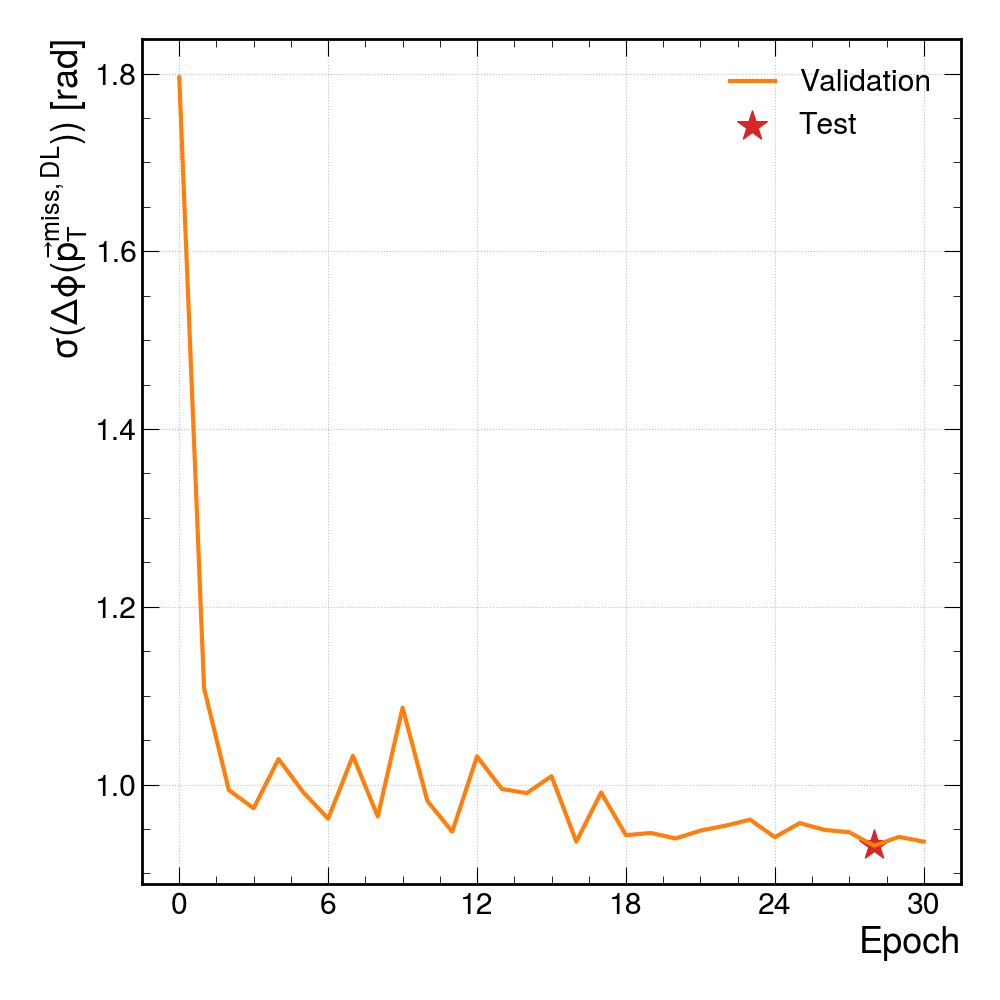 σ(Δφ(p⃗_T^miss, DL)) [rad]
1.8
1.6
1.4
1.2
1.0
Validation
Test
0 6 12 18 24 30
Epoch